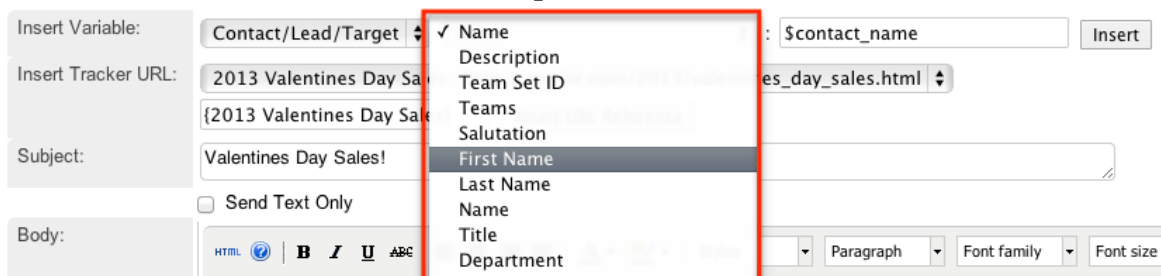 Insert Variable: Contact/Lead/Target ✓ Name : $contact_name Insert
Description
Insert Tracker URL: 2013 Valentines Day Sa es_day_sales.html
Team Set ID
Teams
{2013 Valentines Day Sale
Salutation
Subject: Valentines Day Sales!
First Name
Last Name
Send Text Only
Name
Body:
Title
HTML B I U ABC Paragraph Font family Font size
Department